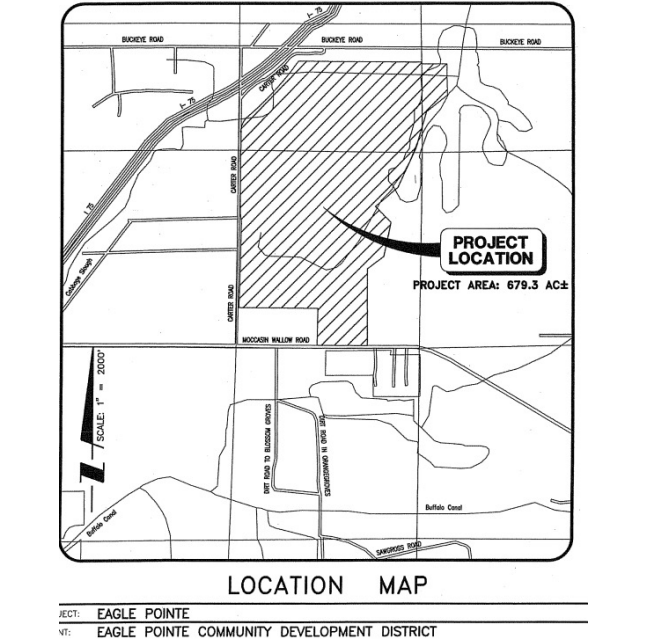 I- 75
BUCKEYE ROAD
BUCKEYE ROAD
BUCKEYE ROAD
CARTER ROAD
I- 75
CARTER ROAD
I 75
PROJECT
LOCATION
Cabbage Slough
PROJECT AREA: 679.3 AC±
CARTER ROAD
MOCCASIN WALLOW ROAD
SCALE: 1" = 2000'
DIRT ROAD TO BLOSSOM GROVES
DIRT ROAD IN ORANGEGROVES
Buffalo Canal
Buffalo Canal
SAWGROSS ROAD
LOCATION MAP
JECT: EAGLE POINTE
NT: EAGLE POINTE COMMUNITY DEVELOPMENT DISTRICT